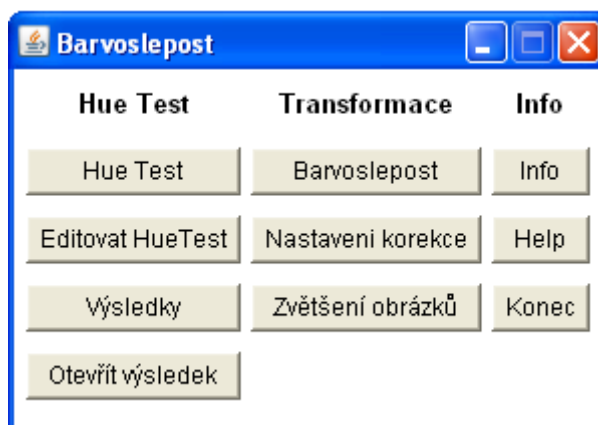 Barvoslepost
Hue Test Transformace Info
Hue Test Barvoslepost Info
Editovat HueTest Nastaveni korekce Help
Výsledky Zvětšení obrázků Konec
Otevřít výsledek